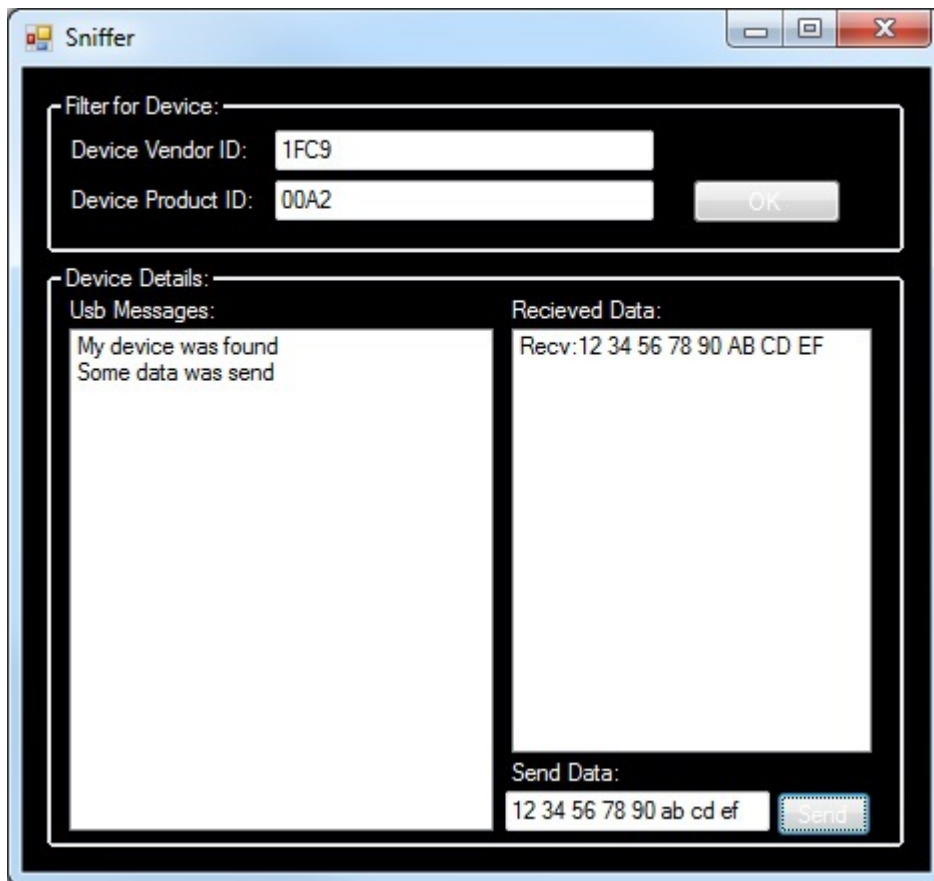 Sniffer
Filter for Device:
Device Vendor ID: 1FC9
Device Product ID: 00A2 OK
Device Details:
Usb Messages:
My device was found
Some data was send
Recieved Data:
Recv:12 34 56 78 90 AB CD EF
Send Data:
12 34 56 78 90 ab cd ef Send